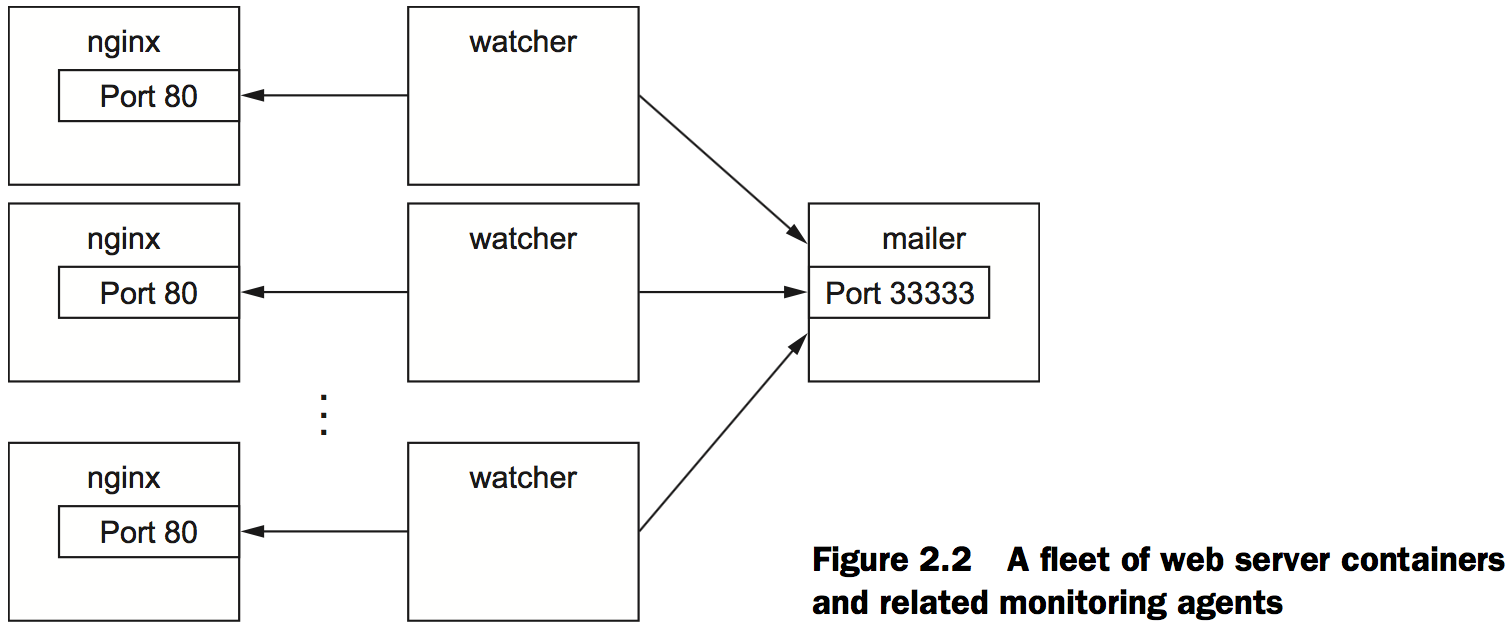 nginx
Port 80
watcher
nginx
Port 80
watcher
mailer
Port 33333
nginx
Port 80
watcher
Figure 2.2 A fleet of web server containers
and related monitoring agents